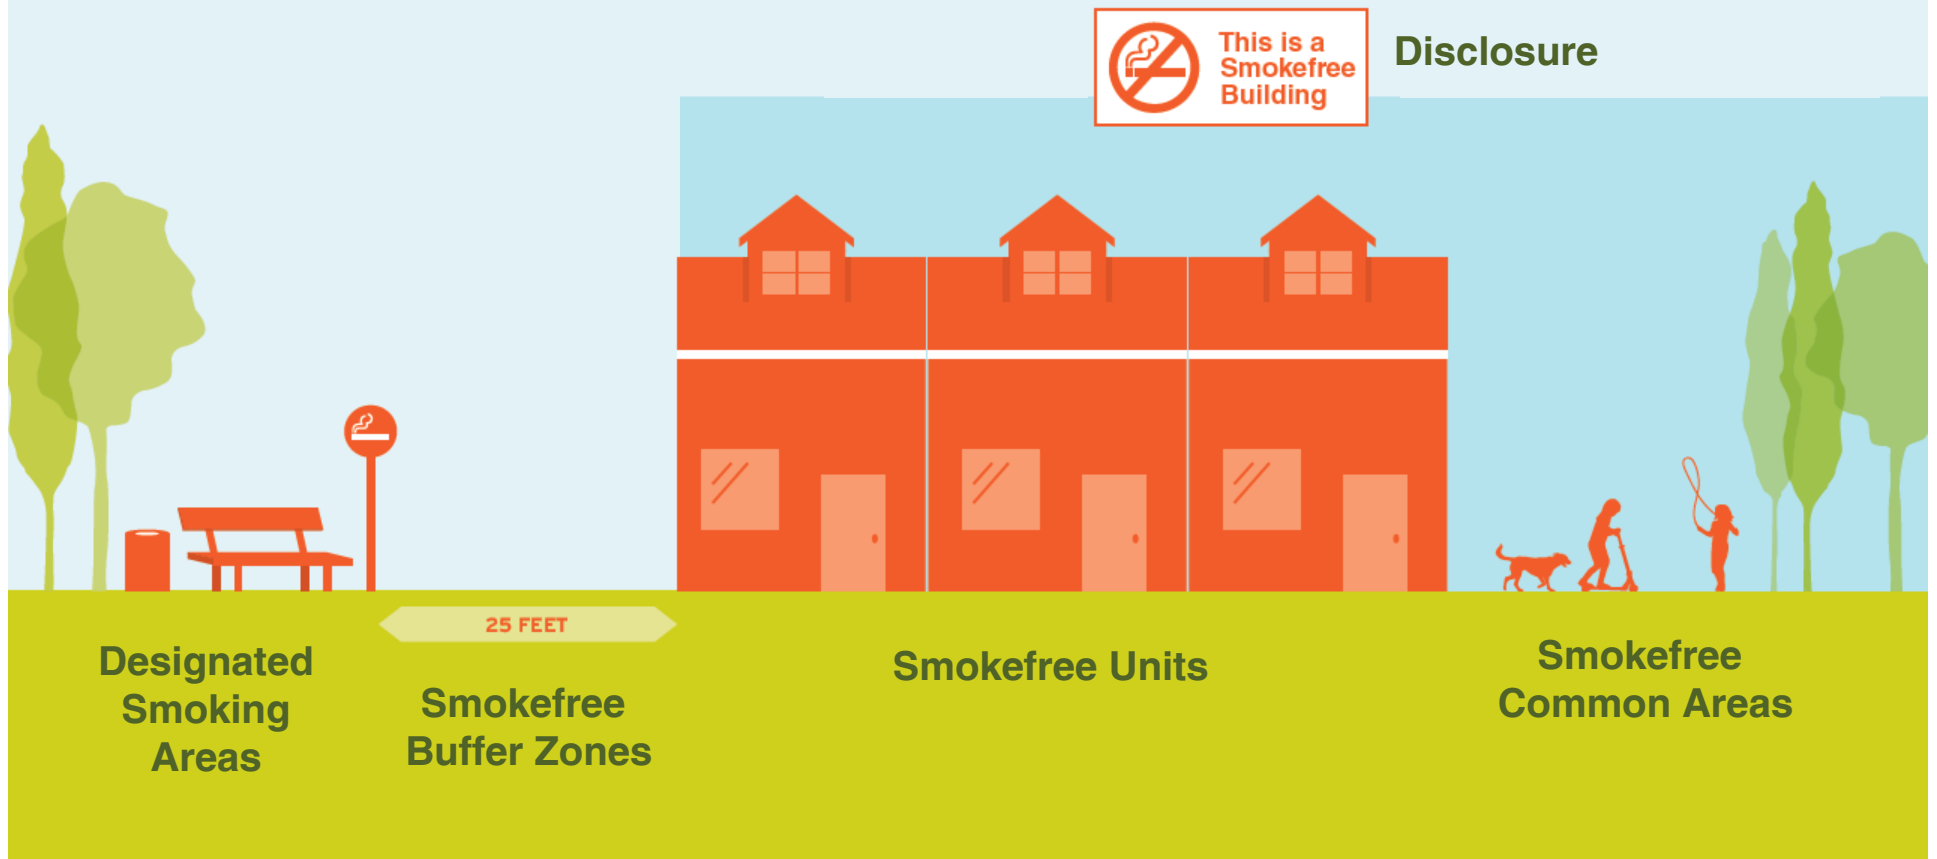 This is a
Smokefree
Building
Disclosure
25 FEET
Designated
Smoking
Areas
Smokefree
Buffer Zones
Smokefree Units
Smokefree
Common Areas